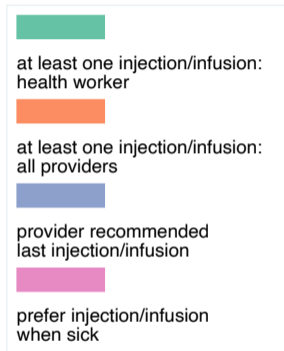 at least one injection/infusion:
health worker
at least one injection/infusion:
all providers
provider recommended
last injection/infusion
prefer injection/infusion
when sick